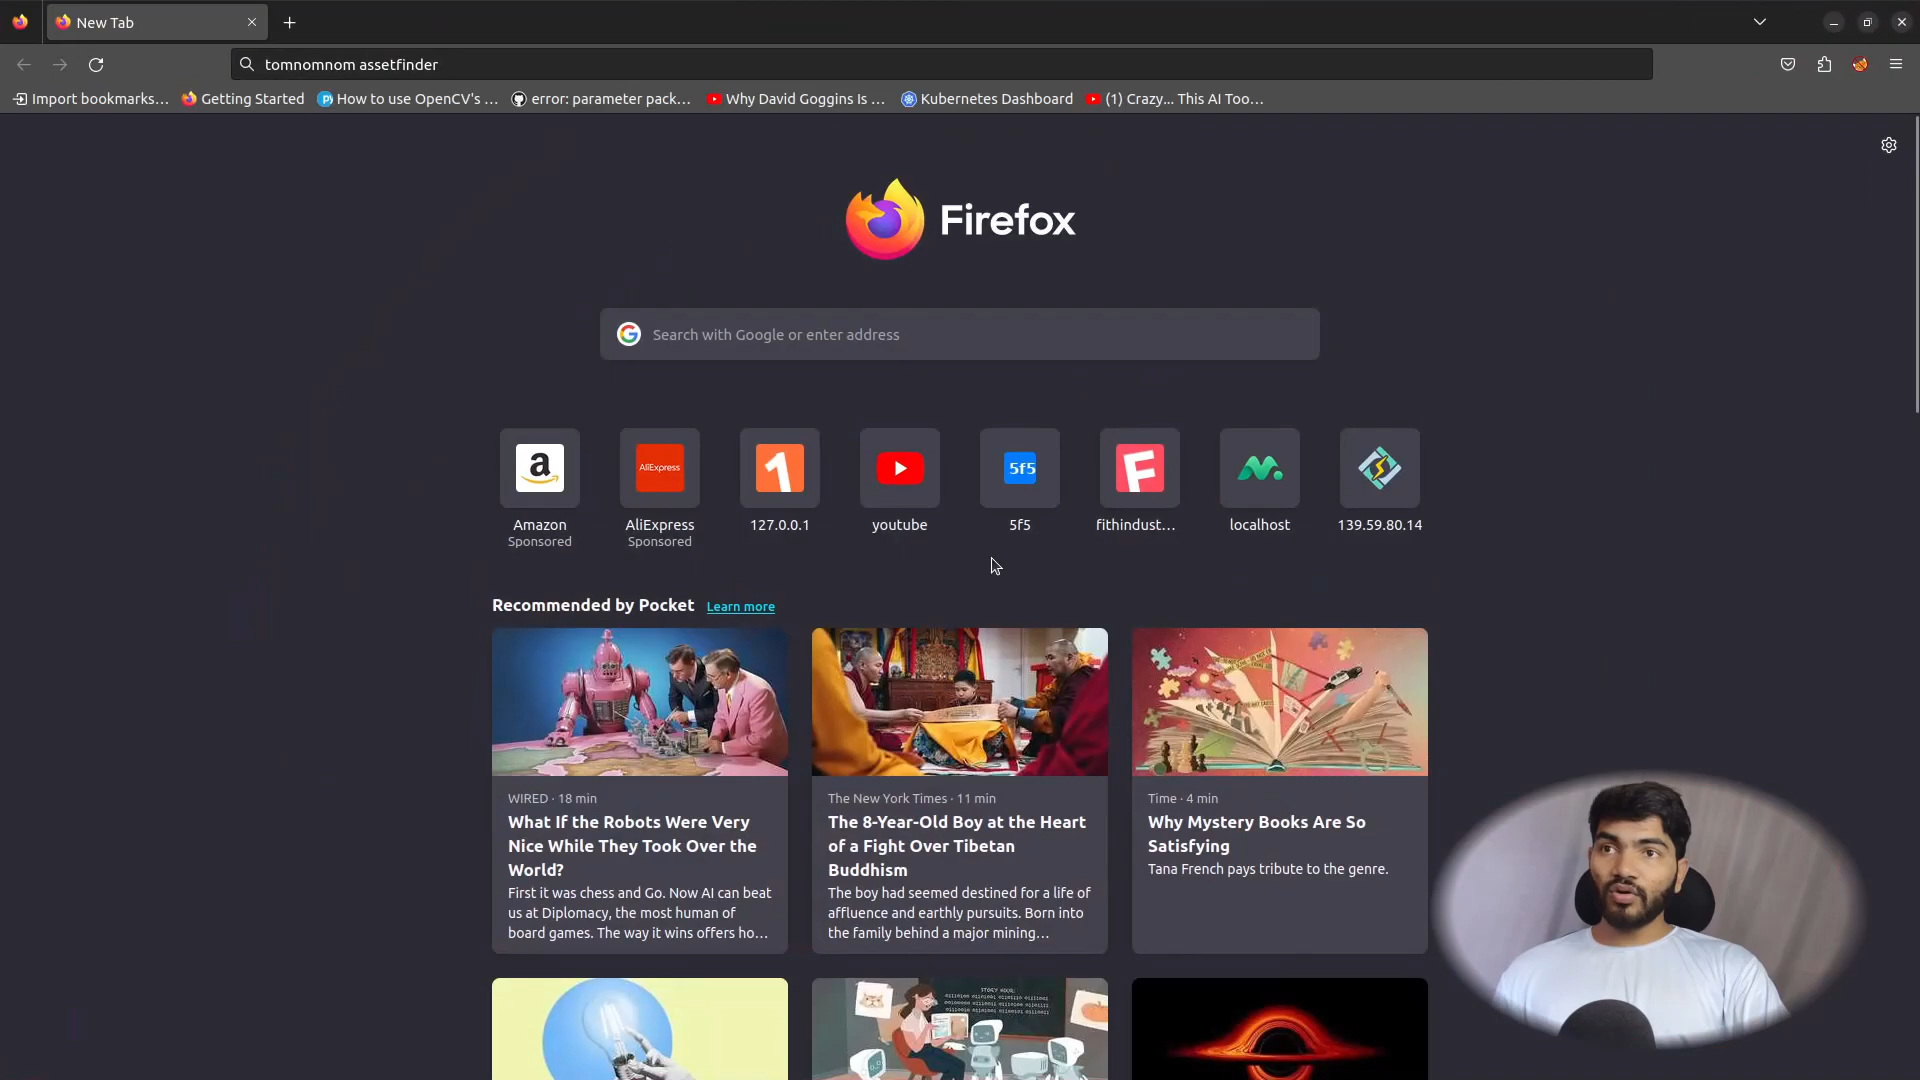 New Tab
tomnomnom assetfinder
Import bookmarks…
Getting Started
How to use OpenCV's …
error: parameter pack…
Why David Goggins Is …
Kubernetes Dashboard
(1) Crazy... This AI Too…
Firefox
Search with Google or enter address
a
AliExpress
1
5f5
F
Amazon
Sponsored
AliExpress
Sponsored
127.0.0.1
youtube
5f5
fithindust…
localhost
139.59.80.14
Recommended by Pocket
Learn more
WIRED · 18 min
What If the Robots Were Very
Nice While They Took Over the
World?
First it was chess and Go. Now AI can beat
us at Diplomacy, the most human of
board games. The way it wins offers ho…
The New York Times · 11 min
The 8-Year-Old Boy at the Heart
of a Fight Over Tibetan
Buddhism
The boy had seemed destined for a life of
affluence and earthly pursuits. Born into
the family behind a major mining…
Time · 4 min
Why Mystery Books Are So
Satisfying
Tana French pays tribute to the genre.
STORY HOUR: